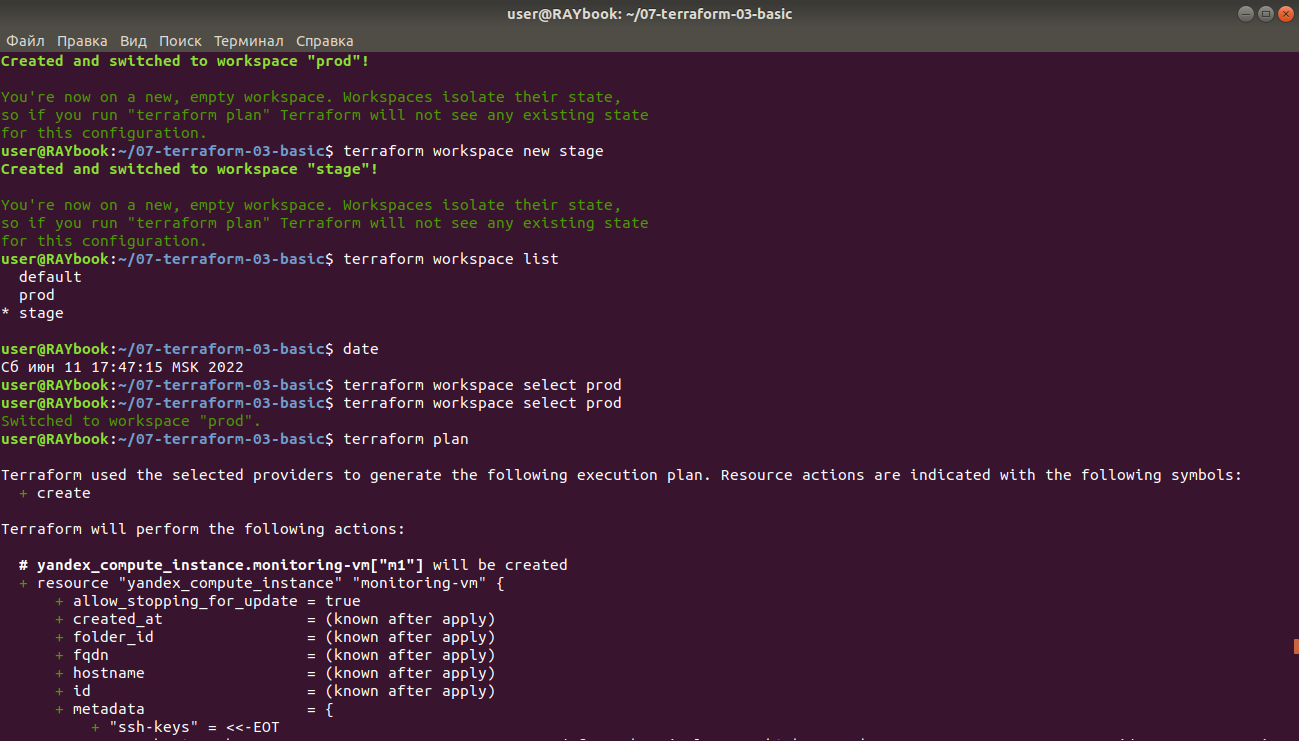 user@RAYbook: ~/07-terraform-03-basic
Файл Правка Вид Поиск Терминал Справка
Created and switched to workspace "prod"!
You're now on a new, empty workspace. Workspaces isolate their state,
so if you run "terraform plan" Terraform will not see any existing state
for this configuration.
user@RAYbook:~/07-terraform-03-basic$ terraform workspace new stage
Created and switched to workspace "stage"!
You're now on a new, empty workspace. Workspaces isolate their state,
so if you run "terraform plan" Terraform will not see any existing state
for this configuration.
user@RAYbook:~/07-terraform-03-basic$ terraform workspace list
  default
  prod
* stage
user@RAYbook:~/07-terraform-03-basic$ date
Сб июн 11 17:47:15 MSK 2022
user@RAYbook:~/07-terraform-03-basic$ terraform workspace select prod
user@RAYbook:~/07-terraform-03-basic$ terraform workspace select prod
Switched to workspace "prod".
user@RAYbook:~/07-terraform-03-basic$ terraform plan
Terraform used the selected providers to generate the following execution plan. Resource actions are indicated with the following symbols:
  + create
Terraform will perform the following actions:
  # yandex_compute_instance.monitoring-vm["m1"] will be created
  + resource "yandex_compute_instance" "monitoring-vm" {
      + allow_stopping_for_update = true
      + created_at                = (known after apply)
      + folder_id                 = (known after apply)
      + fqdn                      = (known after apply)
      + hostname                  = (known after apply)
      + id                        = (known after apply)
      + metadata                  = {
          + "ssh-keys" = <<-EOT